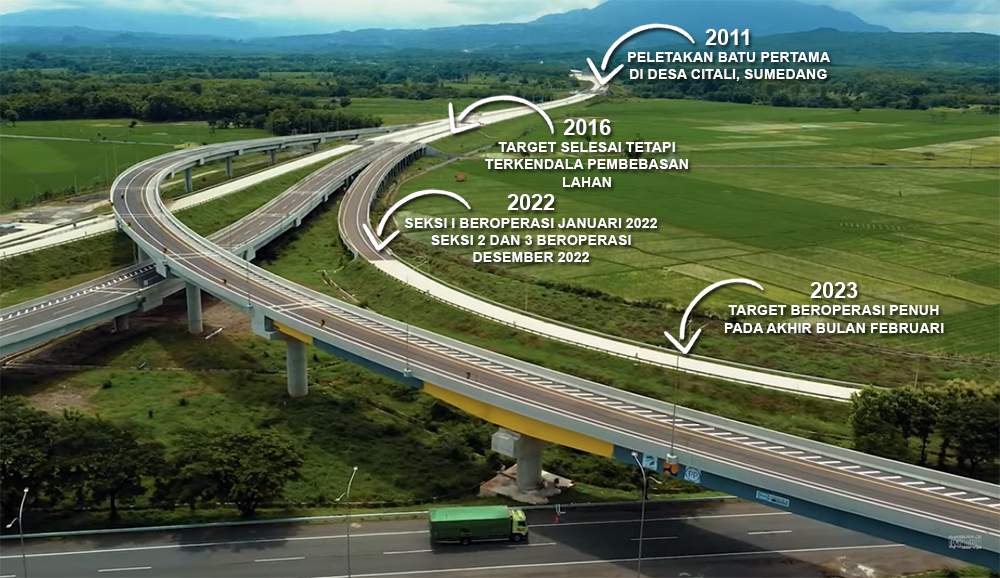 2011
PELETAKAN BATU PERTAMA
DI DESA CITALI, SUMEDANG
2016
TARGET SELESAI TETAPI
TERKENDALA PEMBEBASAN
LAHAN
2022
SEKSI I BEROPERASI JANUARI 2022
SEKSI 2 DAN 3 BEROPERASI
DESEMBER 2022
2023
TARGET BEROPERASI PENUH
PADA AKHIR BULAN FEBRUARI
PP